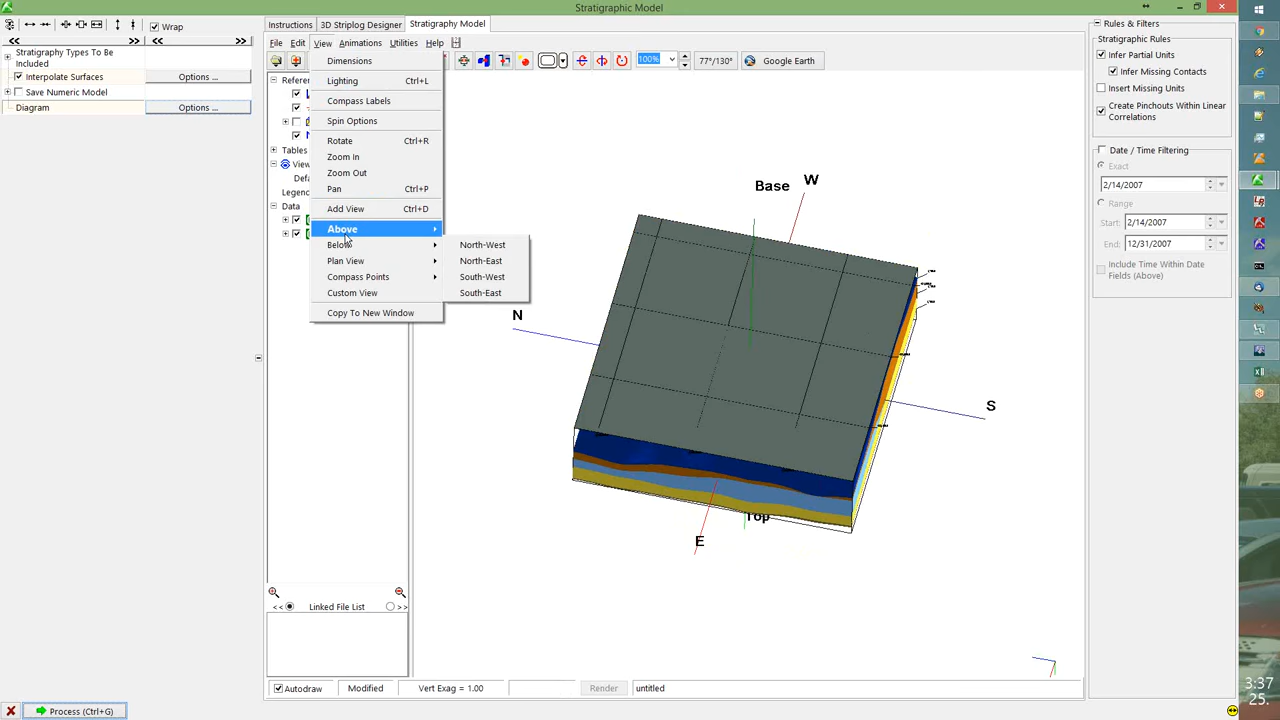 Stratigraphic Model
Wrap
<< >> << >>
Stratigraphy Types To Be
Included
Interpolate Surfaces Options ...
Save Numeric Model
Diagram Options ...
Process (Ctrl+G)
Instructions 3D Striplog Designer Stratigraphy Model
File Edit View Animations Utilities Help
100% 77°/130° Google Earth
Dimensions
Lighting Ctrl+L
Compass Labels
Spin Options
Rotate Ctrl+R
Zoom In
Zoom Out
Pan Ctrl+P
Add View Ctrl+D
Above
Below
Plan View
Compass Points
Custom View
Copy To New Window
North-West
North-East
South-West
South-East
Refere
Tables
View
Defa
Legen
Data
<< Linked File List >>
Base W
N
S
Top
E
Autodraw Modified Vert Exag = 1.00 Render untitled
Rules & Filters
Stratigraphic Rules
Infer Partial Units
Infer Missing Contacts
Insert Missing Units
Create Pinchouts Within Linear
Correlations
Date / Time Filtering
Exact
2/14/2007
Range
Start: 2/14/2007
End: 12/31/2007
Include Time Within Date
Fields (Above)
3:37
25.